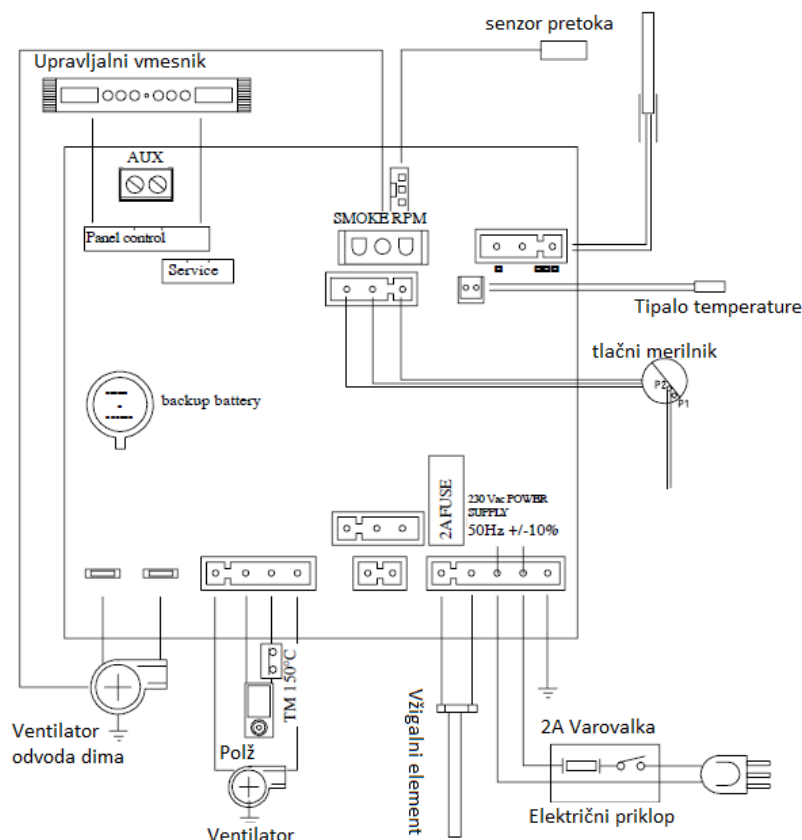 senzor pretoka
Upravljalni vmesnik
AUX
SMOKE RPM
Panel control
Service
Tipalo temperature
tlačni merilnik
P2
P1
backup battery
2A FUSE
230 Vac POWER
SUPPLY
50Hz +/-10%
TM 150°C
Vžigalni element
Ventilator
odvoda dima
Polž
2A Varovalka
Električni priklop
Ventilator